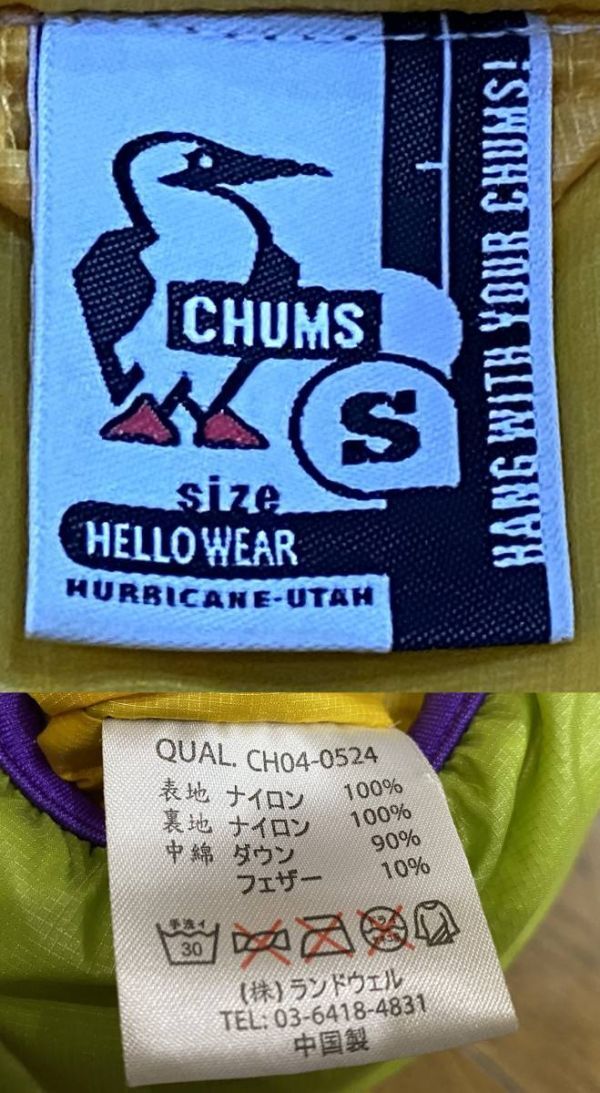 CHUMS
S
size
HELLO WEAR
HURRICANE-UTAH
HANG WITH YOUR CHUMS!
QUAL. CH04-0524
表地 ナイロン 100%
裏地 ナイロン 100%
中綿 ダウン 90%
フェザー 10%
手洗イ
30
(株)ランドウェル
TEL: 03-6418-4831
中国製